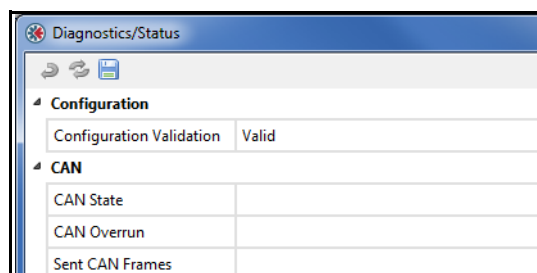 Diagnostics/Status
Configuration
Configuration Validation Valid
CAN
CAN State
CAN Overrun
Sent CAN Frames